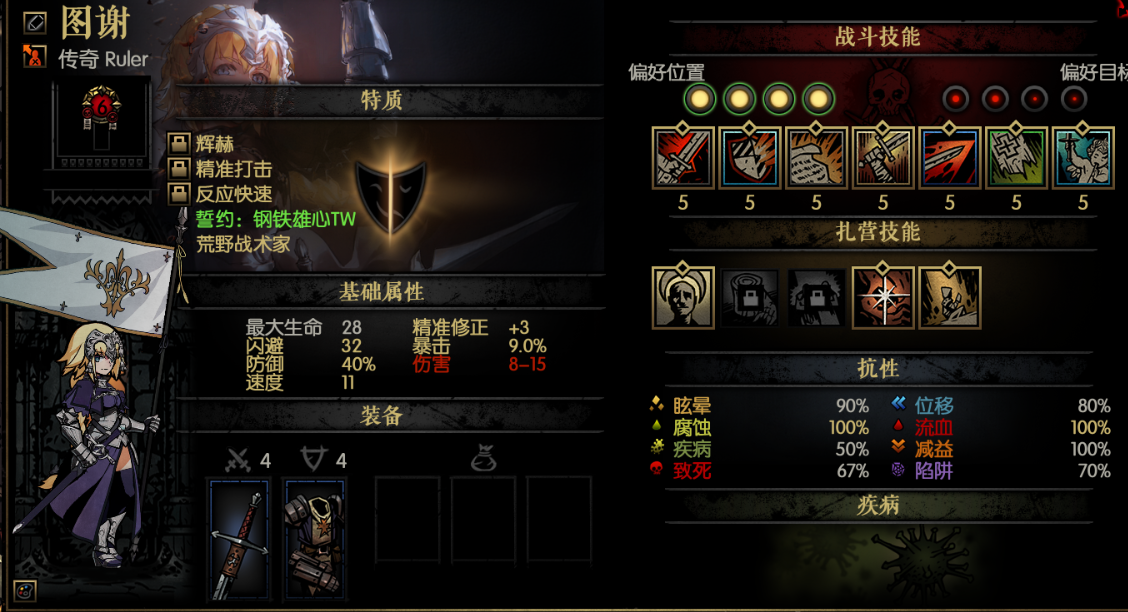 图谢
传奇 Ruler
6
特质
辉赫
精准打击
反应快速
誓约：钢铁雄心TW
荒野战术家
基础属性
最大生命 28 精准修正 +3
闪避 32 暴击 9.0%
防御 40% 伤害 8-15
速度 11
装备
4 4
战斗技能
偏好位置 偏好目标
5 5 5 5 5 5 5
扎营技能
抗性
眩晕 90% 位移 80%
腐蚀 100% 流血 100%
疾病 50% 减益 100%
致死 67% 陷阱 70%
疾病